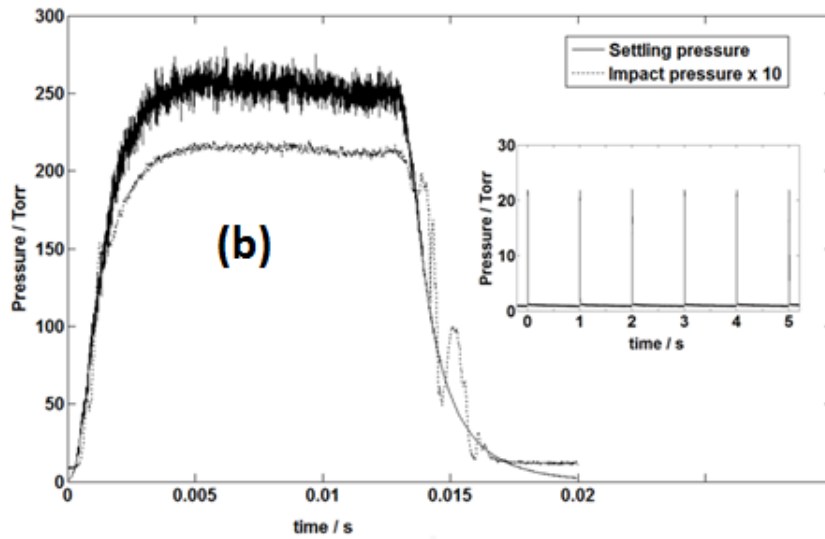 300
250
200
150
100
50
0
Pressure / Torr
0 0.005 0.01 0.015 0.02
time / s
(b)
Settling pressure
Impact pressure x 10
30
20
10
0
Pressure / Torr
0 1 2 3 4 5
time / s